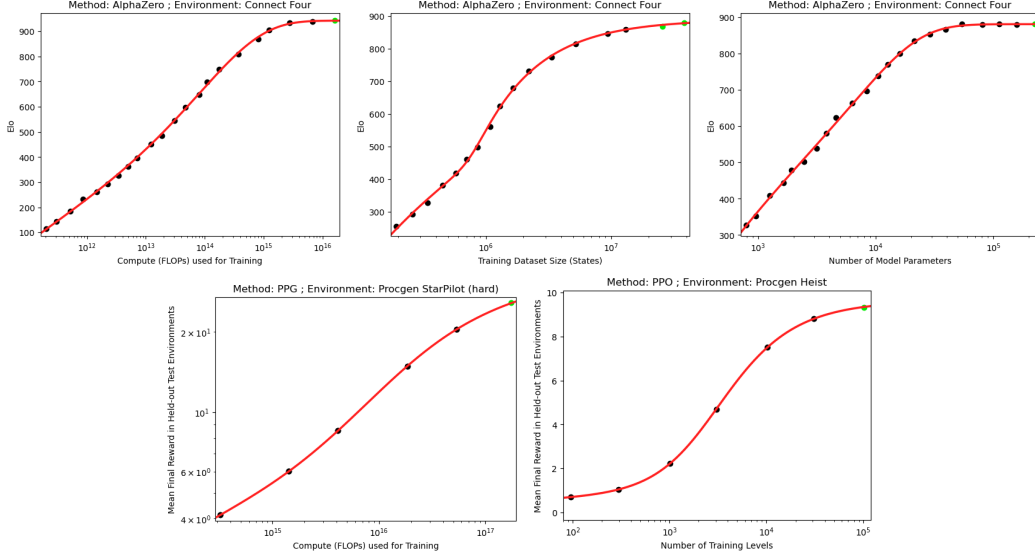 Method: AlphaZero ; Environment: Connect Four
900
800
700
600
500
400
300
200
100
Elo
10¹²
10¹³
10¹⁴
10¹⁵
10¹⁶
Compute (FLOPs) used for Training
Method: AlphaZero ; Environment: Connect Four
900
800
700
600
500
400
300
Elo
10⁶
10⁷
Training Dataset Size (States)
Method: AlphaZero ; Environment: Connect Four
900
800
700
600
500
400
300
Elo
10³
10⁴
10⁵
Number of Model Parameters
Method: PPG ; Environment: Procgen StarPilot (hard)
2 × 10¹
10¹
6 × 10⁰
4 × 10⁰
Mean Final Reward in Held-out Test Environments
10¹⁵
10¹⁶
10¹⁷
Compute (FLOPs) used for Training
Method: PPO ; Environment: Procgen Heist
10
8
6
4
2
0
Mean Final Reward in Held-out Test Environments
10²
10³
10⁴
10⁵
Number of Training Levels